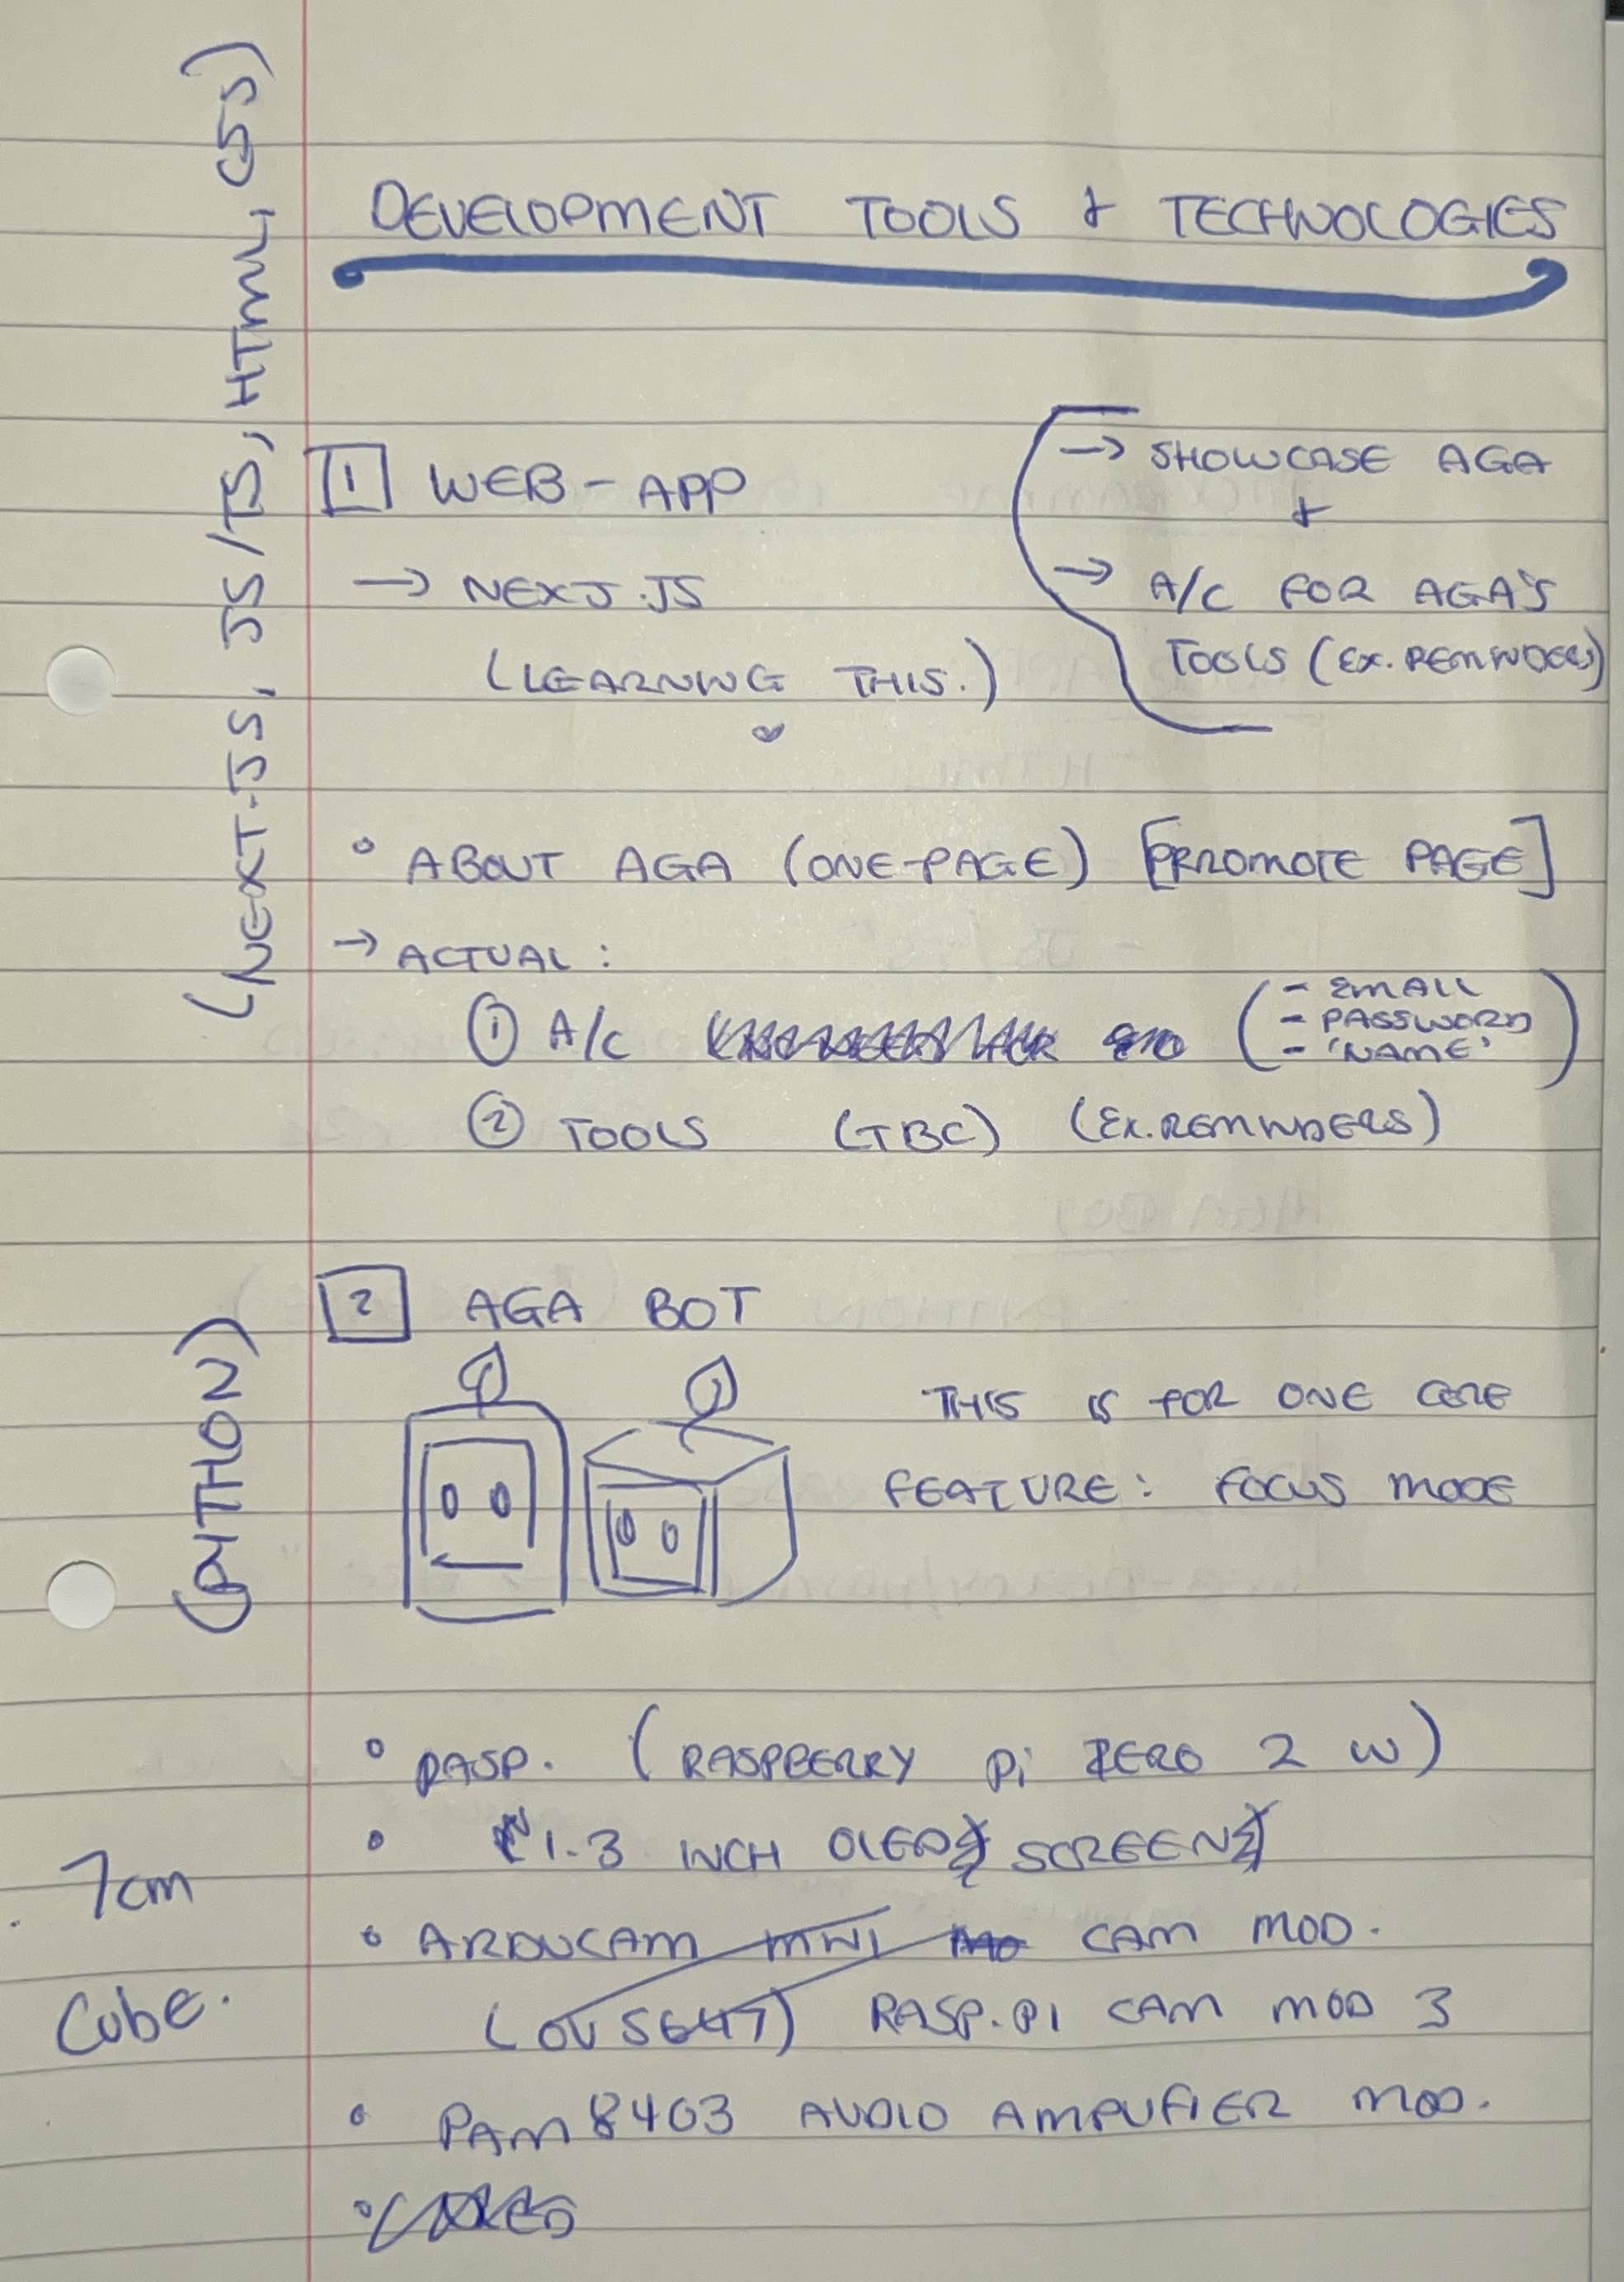 DEVELOPMENT TOOLS & TECHNOLOGIES
(NEXT.JS, JS/TS, HTML, CSS)
1 WEB-APP
→ NEXT.JS
(LEARNING THIS.)
→ SHOWCASE AGA
&
→ A/C FOR AGA'S
TOOLS (EX. REMINDERS)
• ABOUT AGA (ONE-PAGE) [PROMOTE PAGE]
→ ACTUAL:
① A/C
- EMAIL
- PASSWORD
- 'NAME'
② TOOLS (TBC) (EX. REMINDERS)
(PYTHON)
2 AGA BOT
THIS IS FOR ONE CORE
FEATURE: FOCUS MODE
• RASP. (RASPBERRY Pi ZERO 2 W)
• 1.3 INCH OLED SCREEN
7cm
Cube.
• ARDUCAM MINI CAM MOD.
(OV5647) RASP.PI CAM MOD 3
• PAM8403 AUDIO AMPLIFIER MOD.